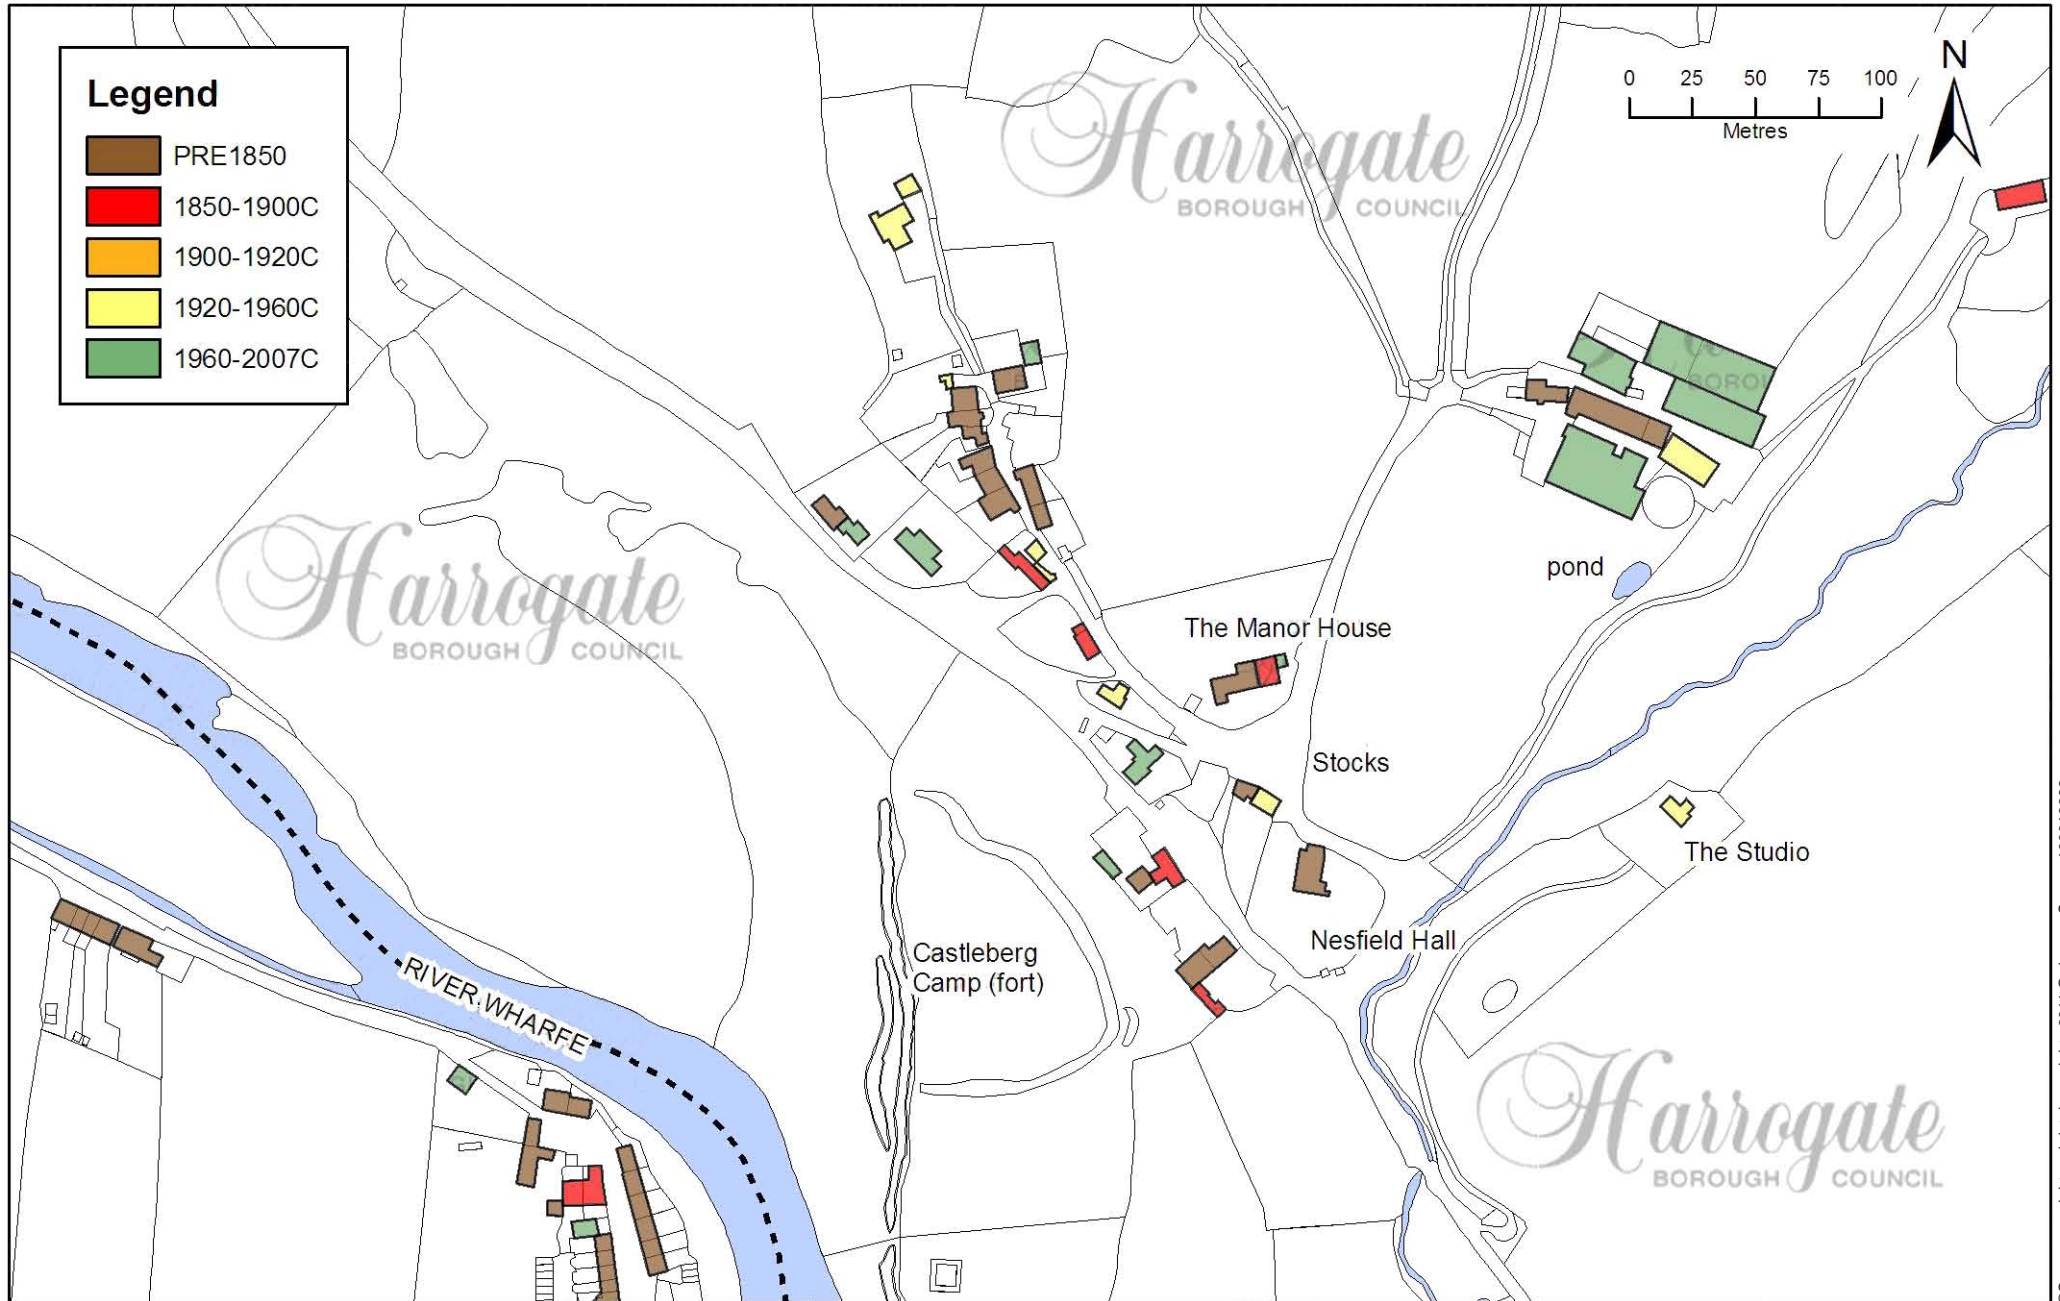 Legend
PRE1850
1850-1900C
1900-1920C
1920-1960C
1960-2007C
N
0 25 50 75 100
Metres
Harrogate
BOROUGH COUNCIL
BOROU
Harrogate
BOROUGH COUNCIL
pond
The Manor House
Stocks
The Studio
Nesfield Hall
Castleberg
Camp (fort)
RIVER WHARFE
Harrogate
BOROUGH COUNCIL